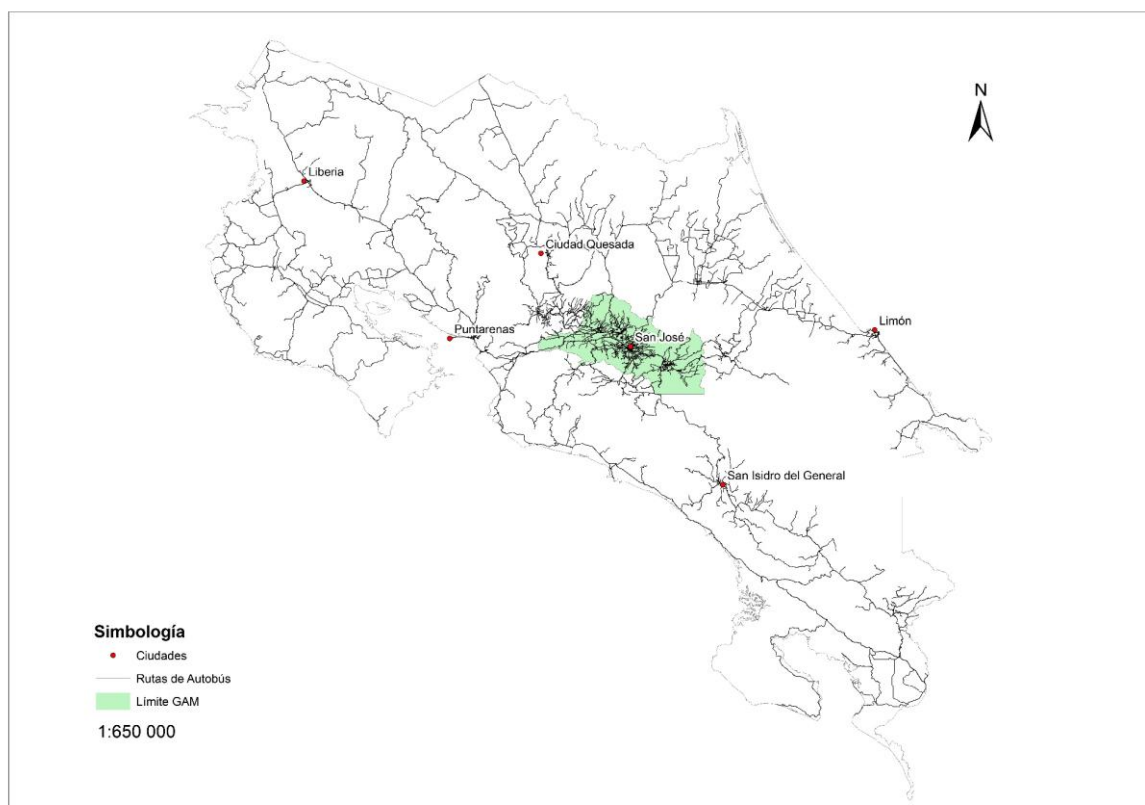 N
Liberia
Ciudad Quesada
Puntarenas
San José
Limón
San Isidro del General
Simbología
Ciudades
Rutas de Autobús
Límite GAM
1:650 000